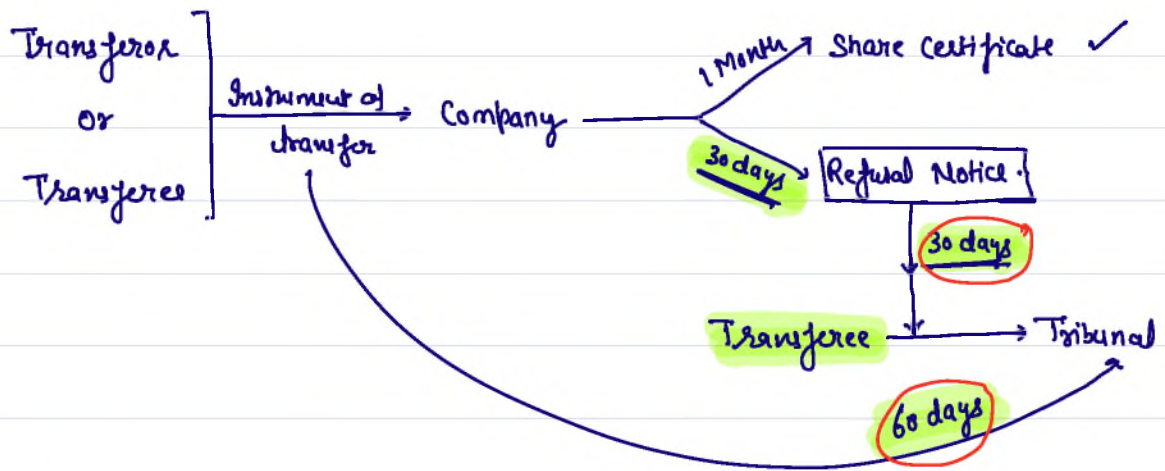 Transferor
or
Transferee
Instrument of
transfer
Company
1 Month
Share Certificate ✓
30 days
Refusal Notice.
30 days
Transferee
Tribunal
60 days